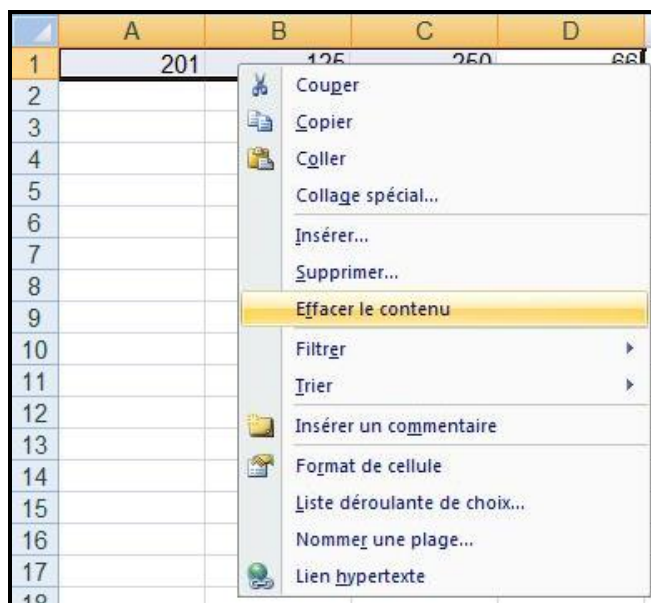 A B C D
1 201 125 250 66
2
3
4
5
6
7
8
9
10
11
12
13
14
15
16
17
18
Couper
Copier
Coller
Collage spécial...
Insérer...
Supprimer...
Effacer le contenu
Filtrer
Trier
Insérer un commentaire
Format de cellule
Liste déroulante de choix...
Nommer une plage...
Lien hypertexte